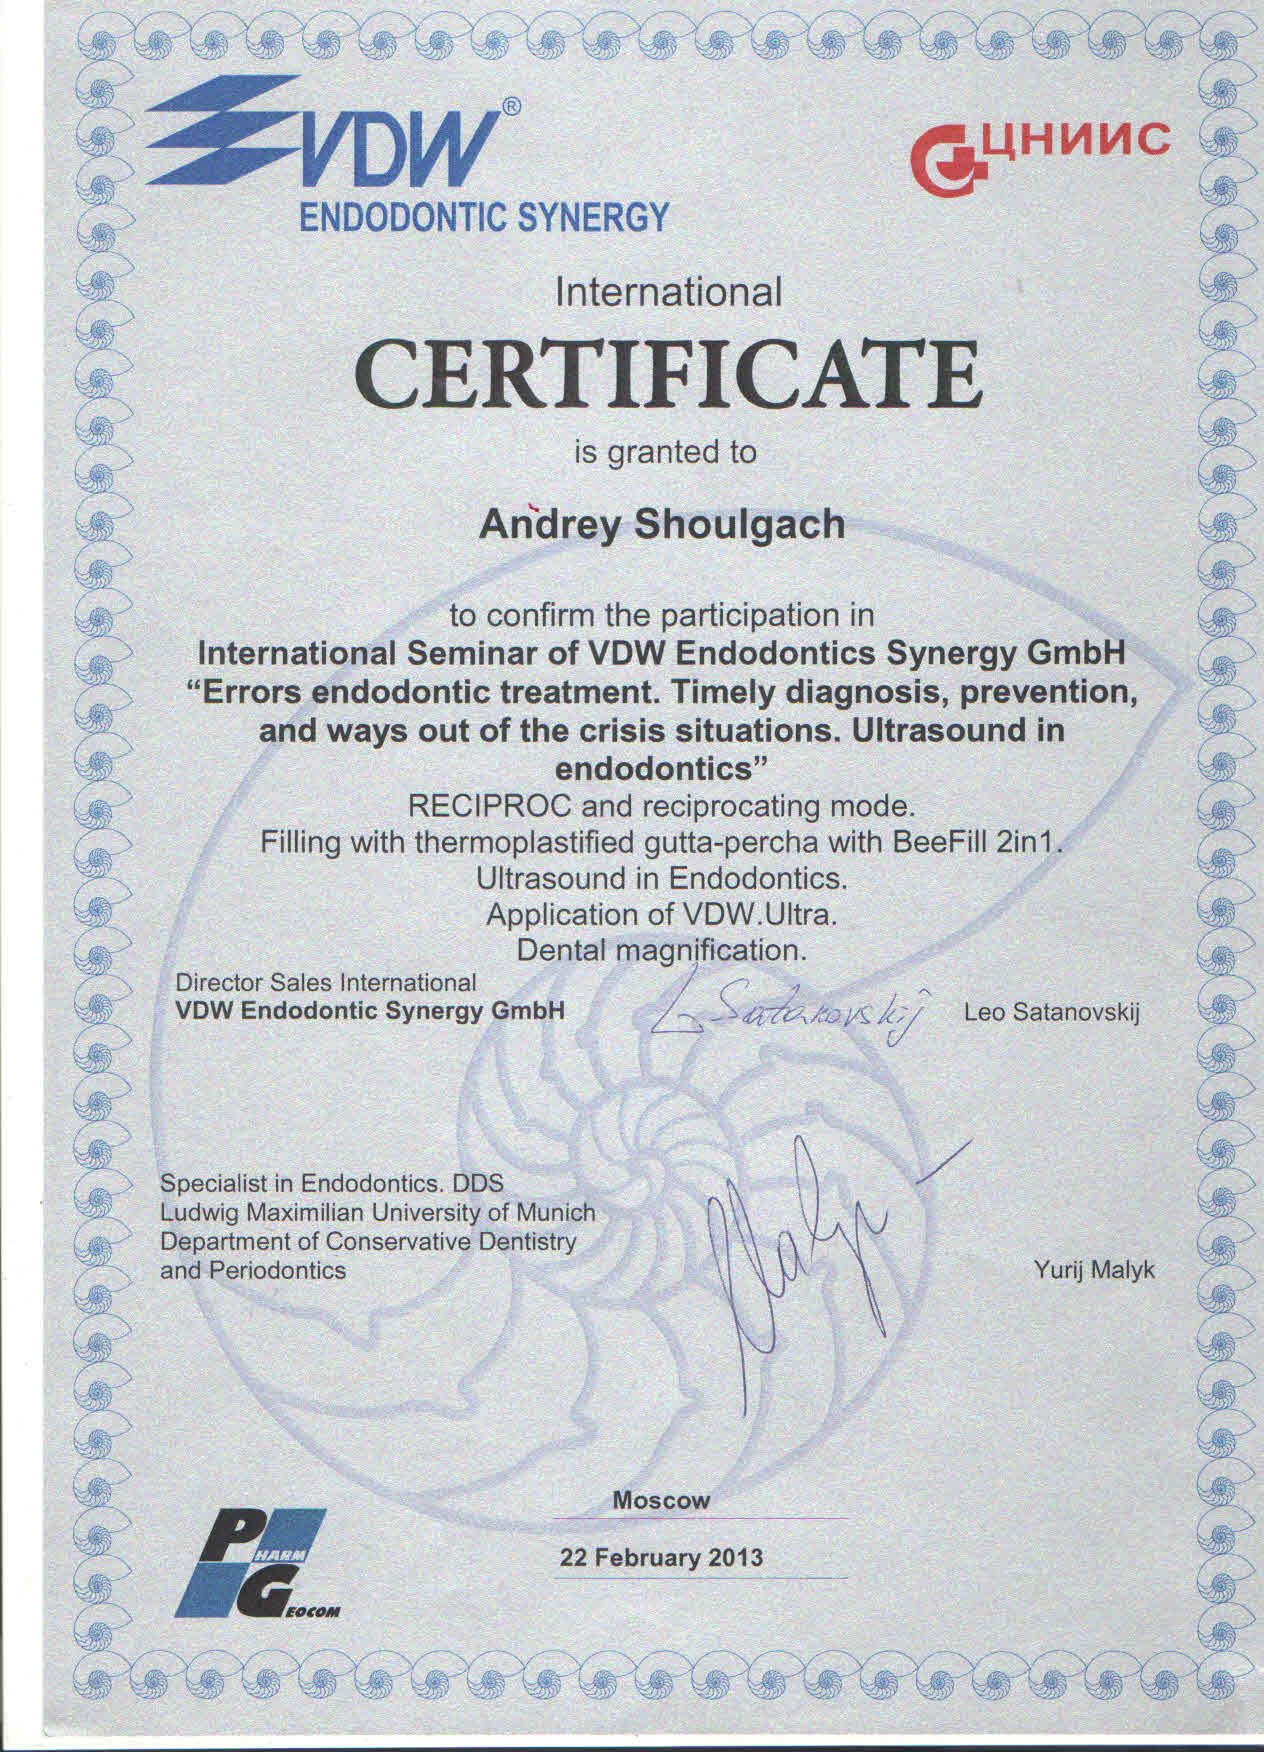 VDW®
ENDODONTIC SYNERGY
ЦНИИС
International
CERTIFICATE
is granted to
Andrey Shoulgach
to confirm the participation in
International Seminar of VDW Endodontics Synergy GmbH
“Errors endodontic treatment. Timely diagnosis, prevention,
and ways out of the crisis situations. Ultrasound in
endodontics”
RECIPROC and reciprocating mode.
Filling with thermoplastified gutta-percha with BeeFill 2in1.
Ultrasound in Endodontics.
Application of VDW.Ultra.
Dental magnification.
Director Sales International
VDW Endodontic Synergy GmbH
L. Satanovskij
Leo Satanovskij
Specialist in Endodontics. DDS
Ludwig Maximilian University of Munich
Department of Conservative Dentistry
and Periodontics
Malyk
Yurij Malyk
Moscow
22 February 2013
PHARM
GEOCOM